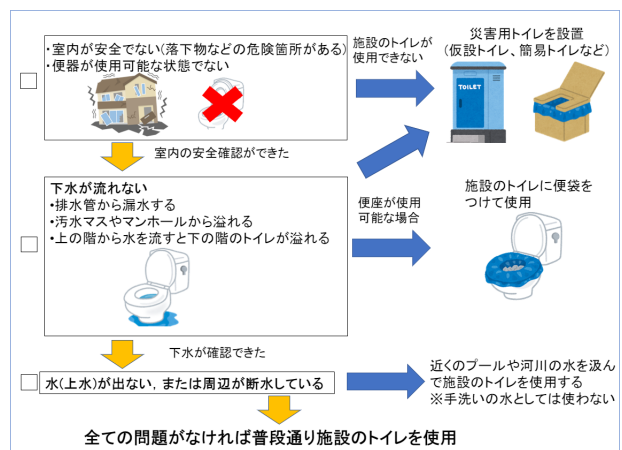 ・室内が安全でない(落下物などの危険箇所がある)
・便器が使用可能な状態でない
施設のトイレが
使用できない
災害用トイレを設置
(仮設トイレ、簡易トイレなど)
TOILET
室内の安全確認ができた
下水が流れない
・排水管から漏水する
・汚水マスやマンホールから溢れる
・上の階から水を流すと下の階のトイレが溢れる
便座が使用
可能な場合
施設のトイレに便袋を
つけて使用
下水が確認できた
水(上水)が出ない，または周辺が断水している
近くのプールや河川の水を汲ん
で施設のトイレを使用する
※手洗いの水としては使わない
全ての問題がなければ普段通り施設のトイレを使用